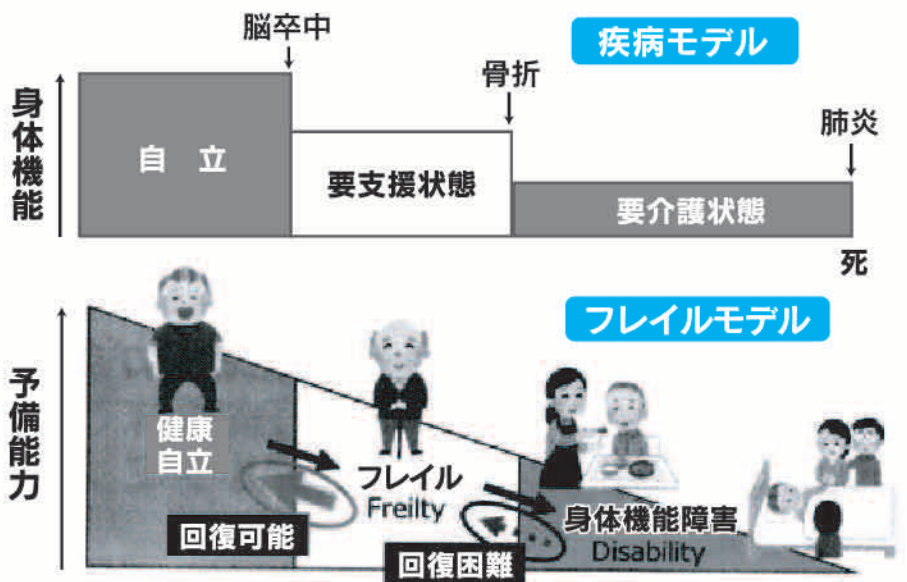 脳卒中
疾病モデル
骨折
肺炎
身体機能
自 立
要支援状態
要介護状態
死
フレイルモデル
予備能力
健康
自立
フレイル
Freilty
身体機能障害
Disability
回復可能
回復困難